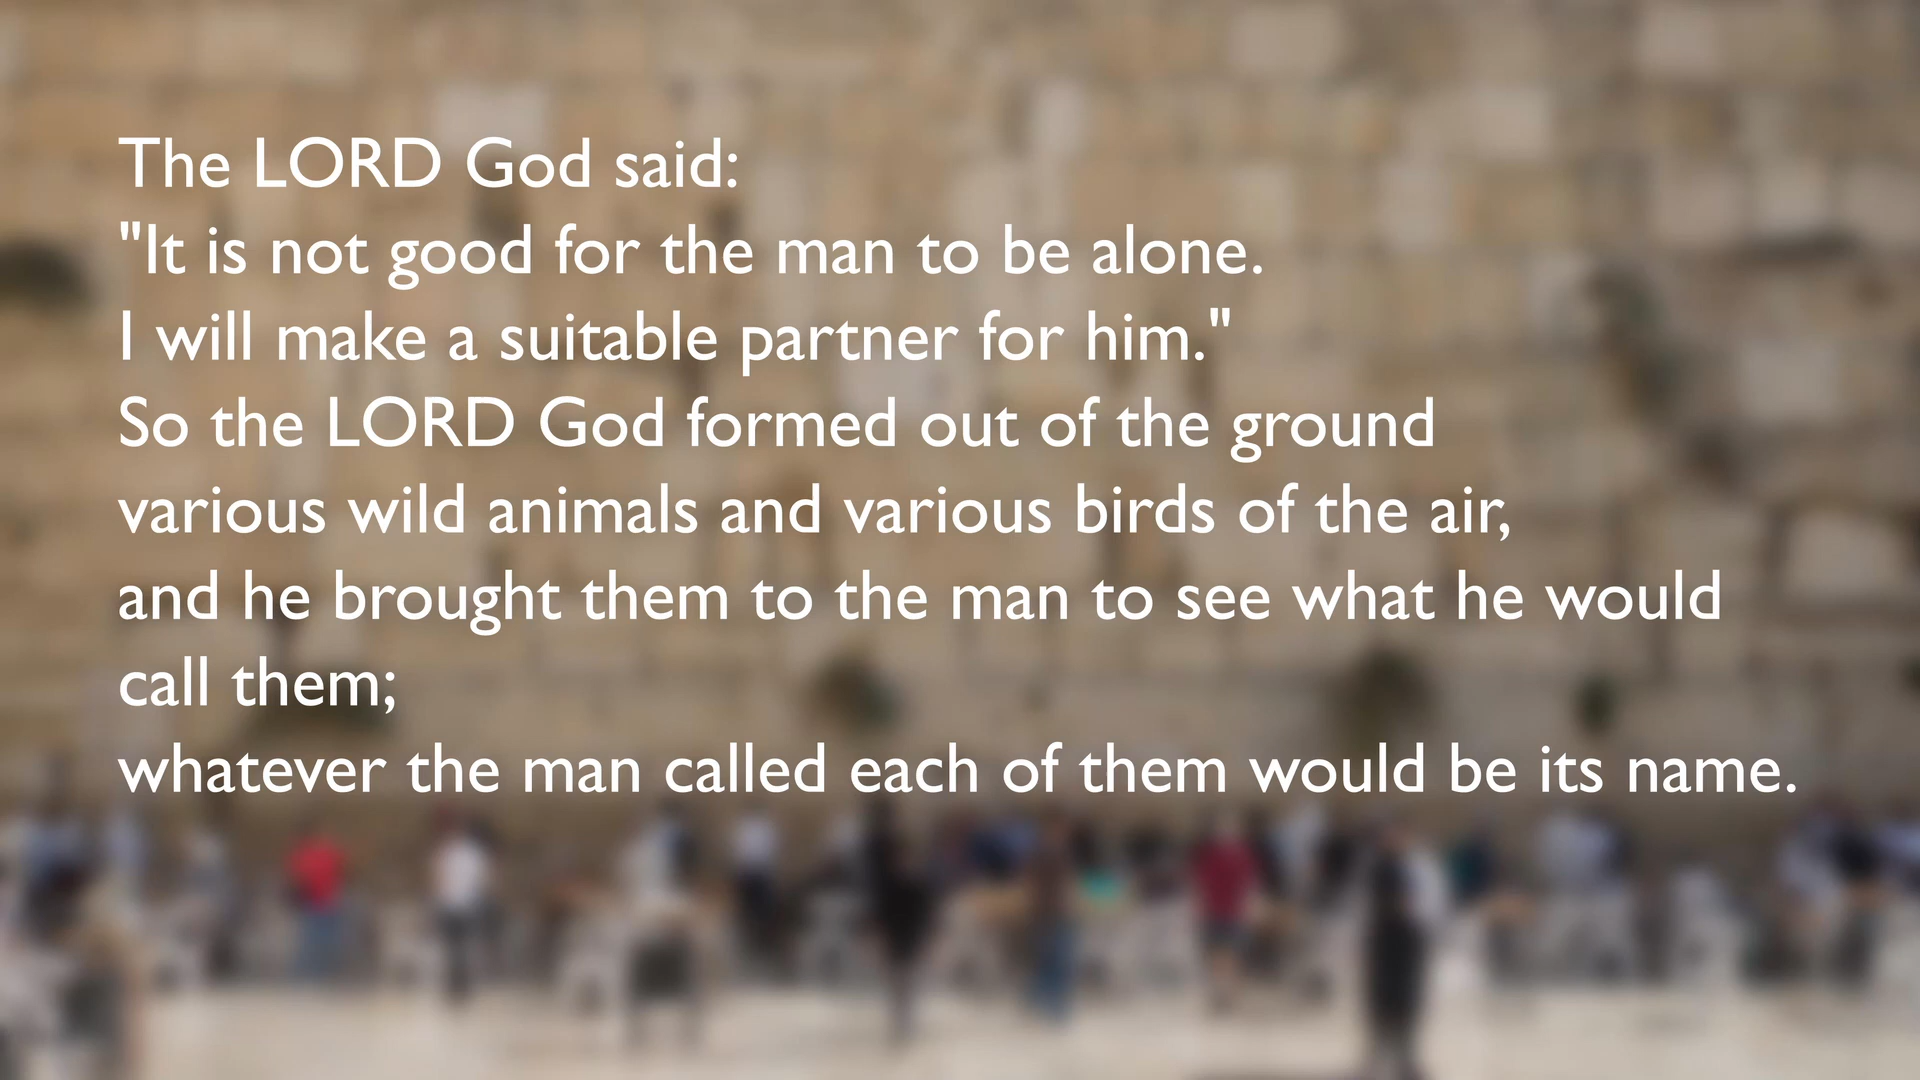 The LORD God said:
"It is not good for the man to be alone.
I will make a suitable partner for him."
So the LORD God formed out of the ground
various wild animals and various birds of the air,
and he brought them to the man to see what he would
call them;
whatever the man called each of them would be its name.